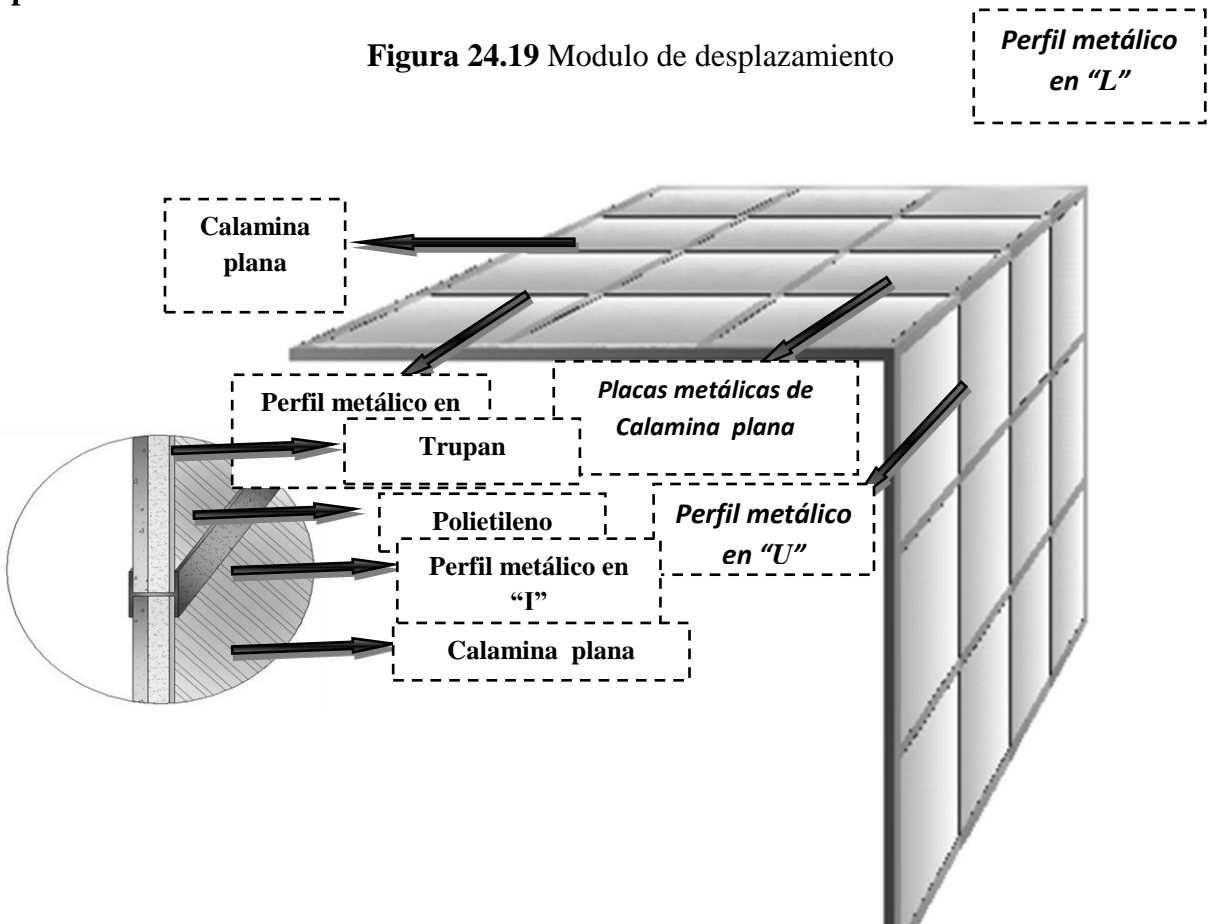 Figura 24.19 Modulo de desplazamiento
Perfil metálico
en “L”
Calamina
plana
Perfil metálico en
Placas metálicas de
Calamina plana
Trupan
Polietileno
Perfil metálico
en “U”
Perfil metálico en
“I”
Calamina plana